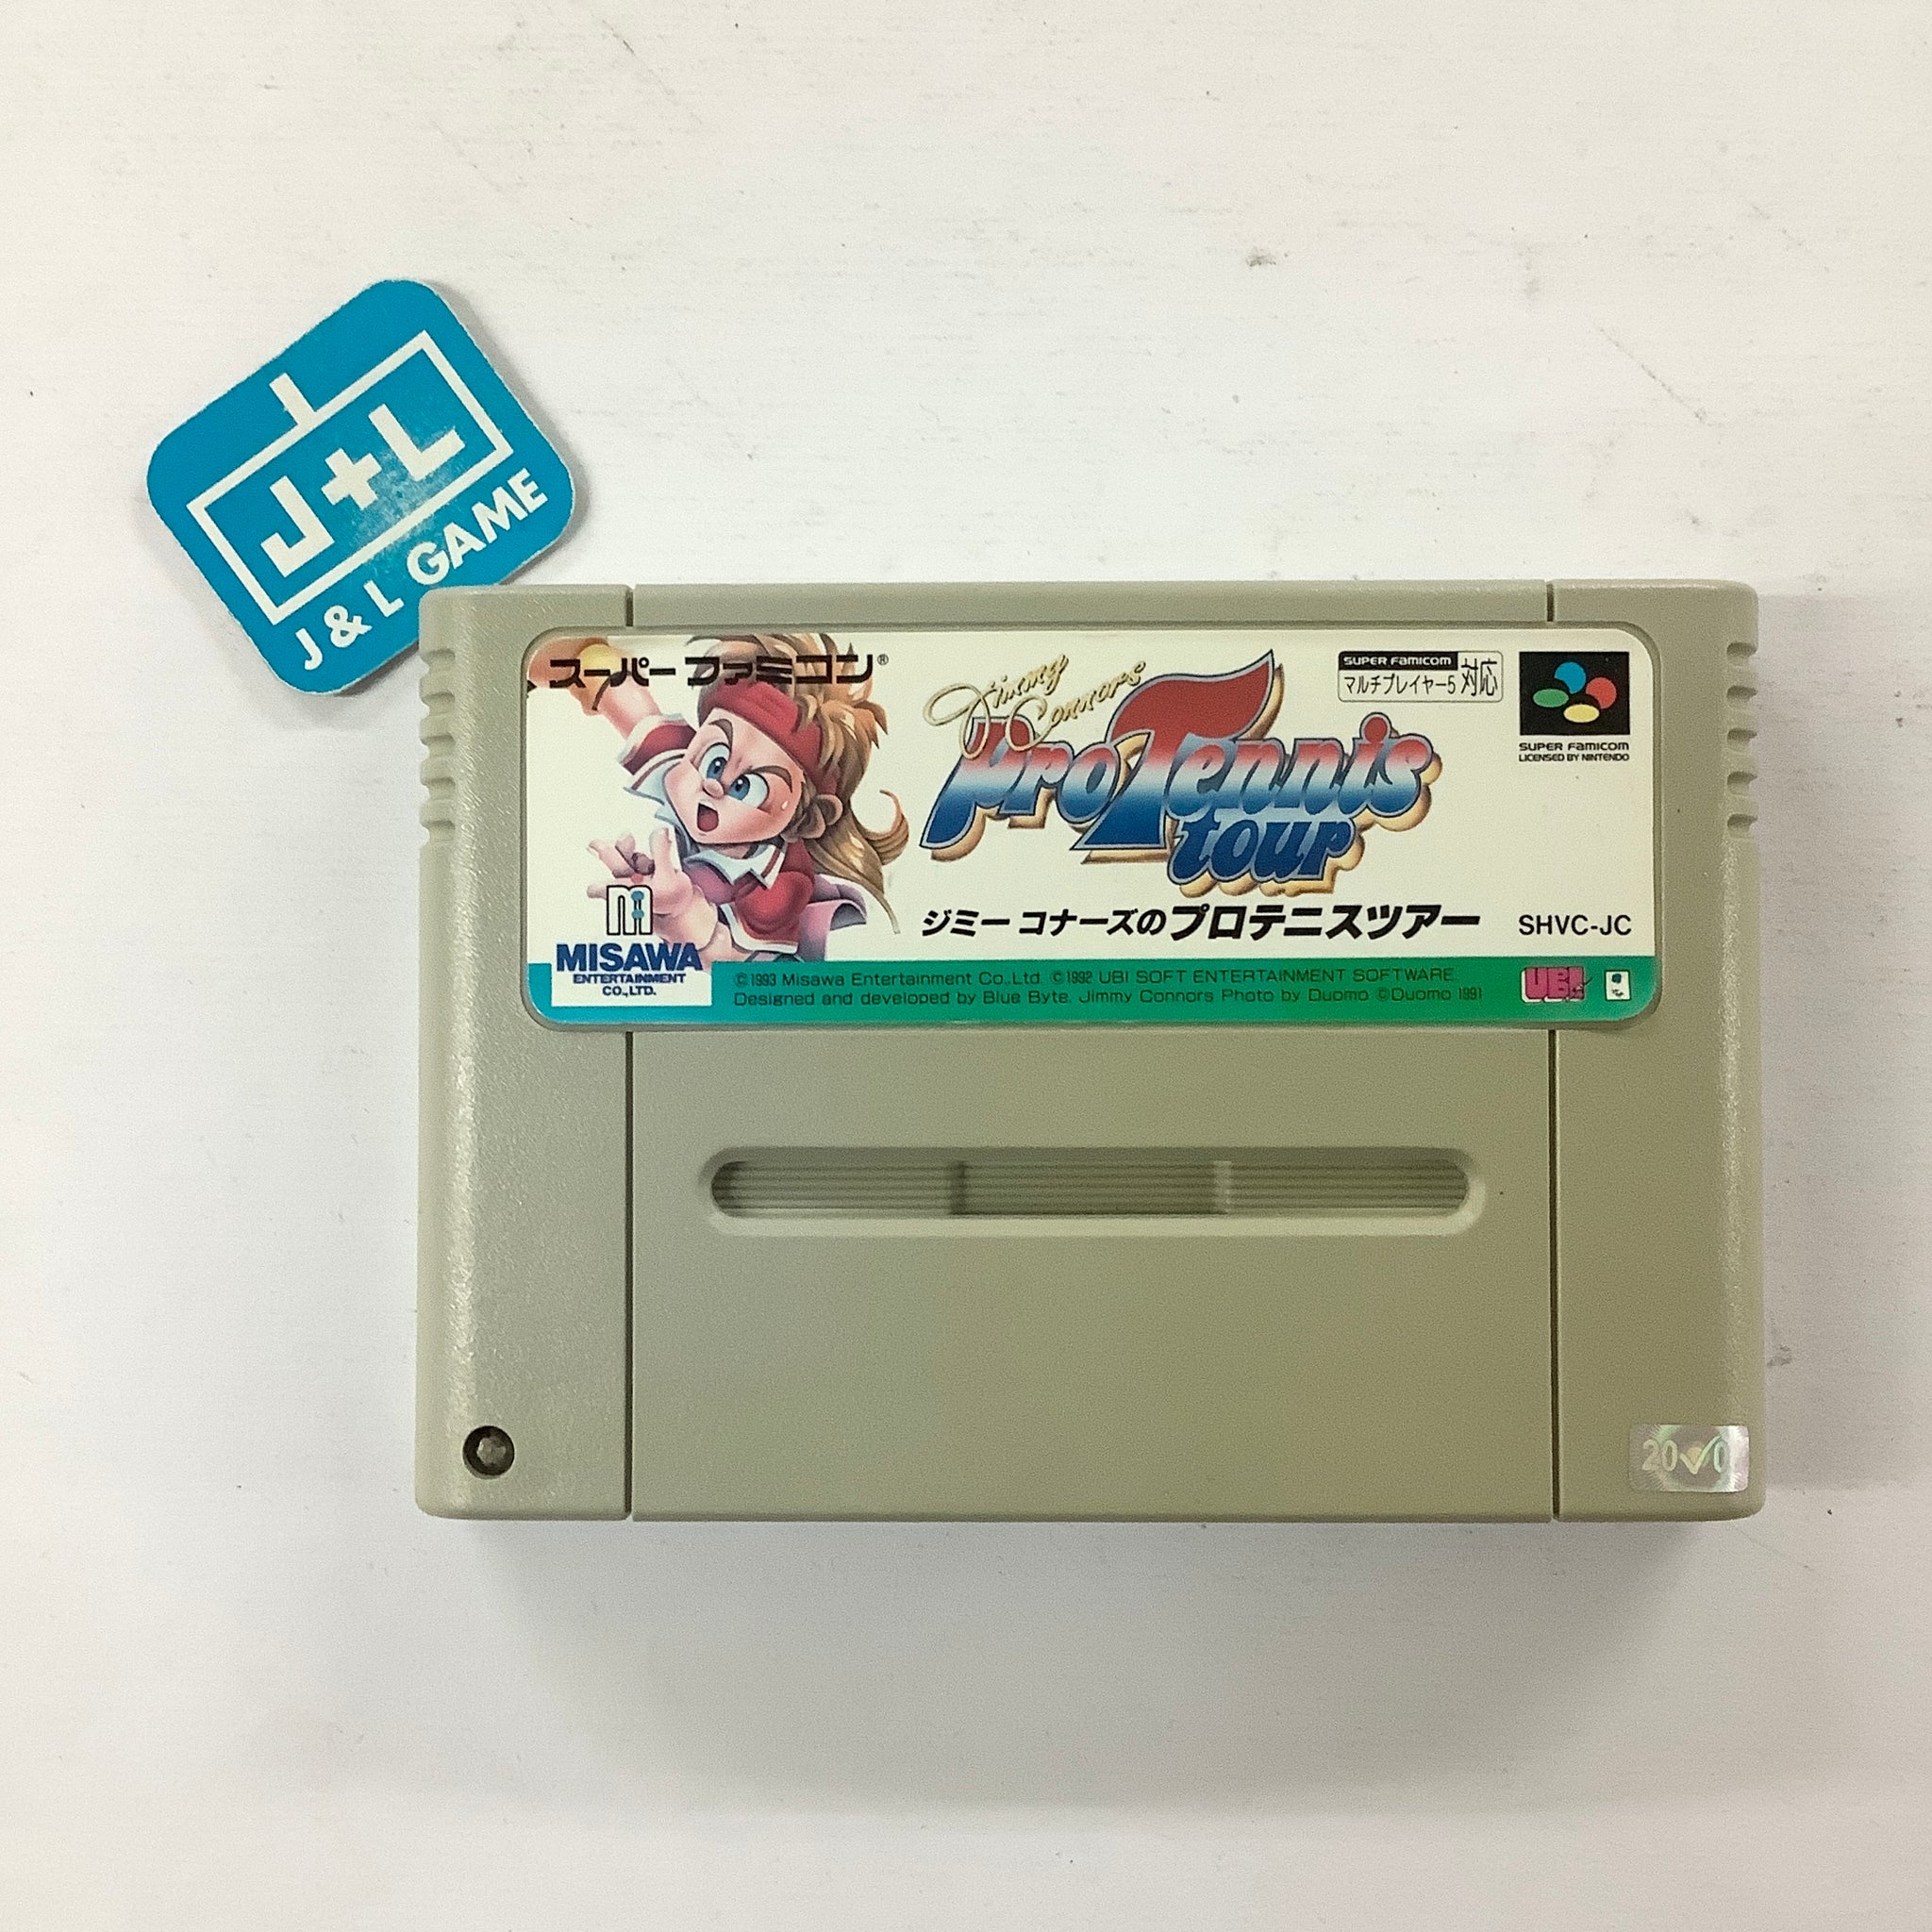 J+L
J & L GAME
スーパーファミコン®
Jimmy
Connors
Pro Tennis
tour
SUPER FAMICOM
マルチプレイヤー5 対応
SUPER FAMICOM
LICENSED BY NINTENDO
ジミー コナーズのプロテニスツアー
SHVC-JC
MISAWA
ENTERTAINMENT
CO.,LTD.
©1993 Misawa Entertainment Co.,Ltd. ©1992 UBI SOFT ENTERTAINMENT SOFTWARE.
Designed and developed by Blue Byte. Jimmy Connors Photo by Duomo ©Duomo 1991
UBI